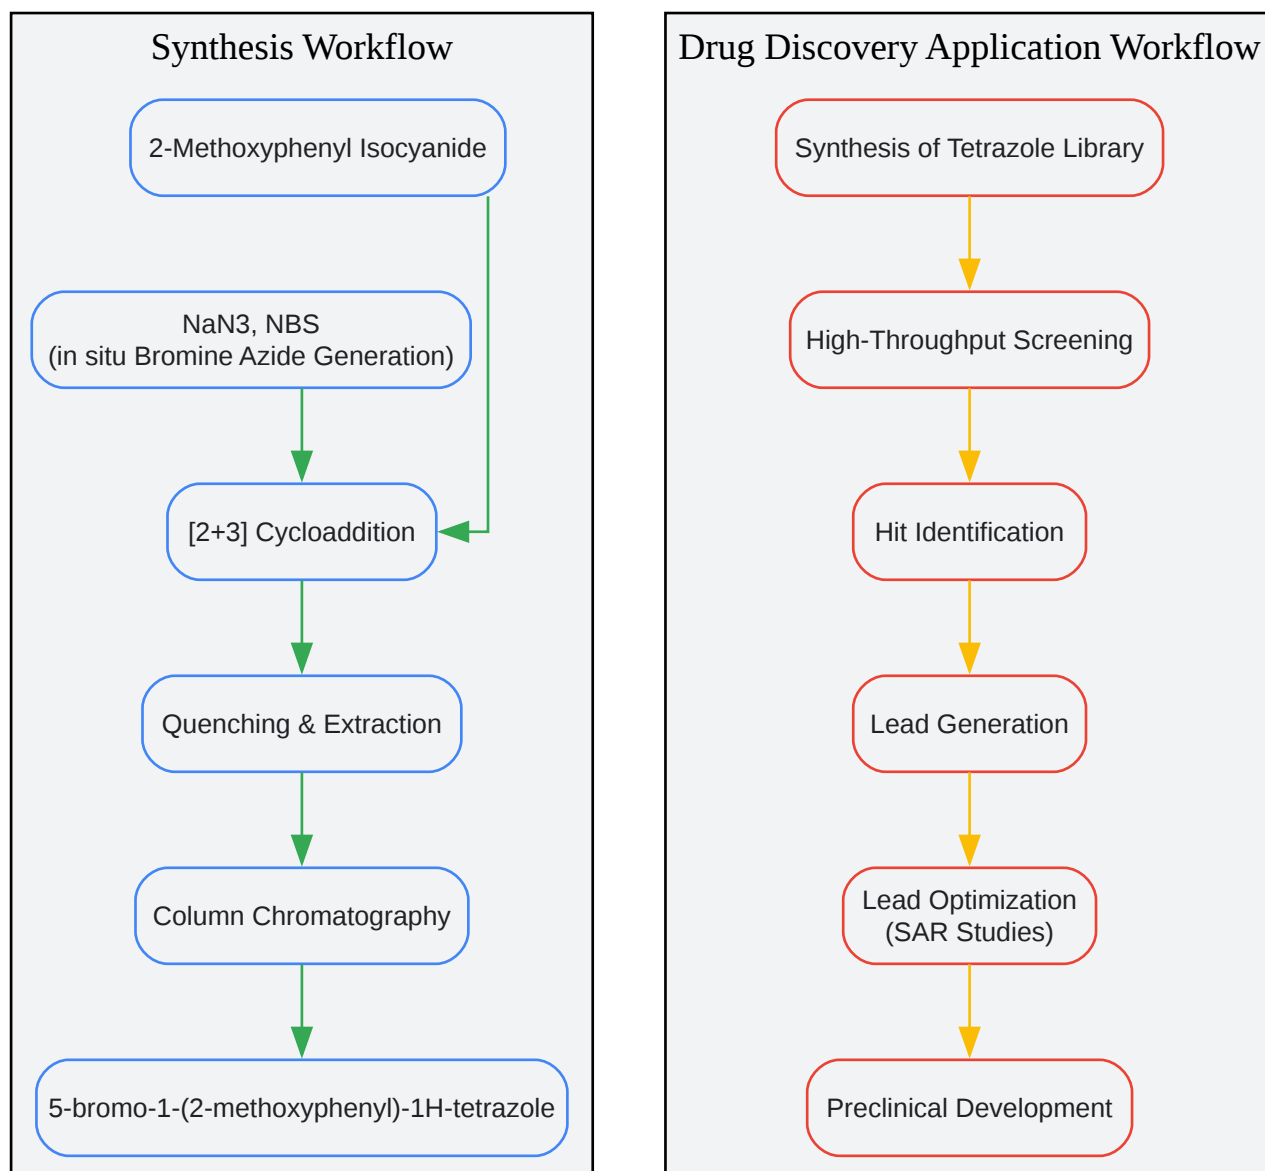 Synthesis Workflow
2-Methoxyphenyl Isocyanide
NaN3, NBS
(in situ Bromine Azide Generation)
[2+3] Cycloaddition
Quenching & Extraction
Column Chromatography
5-bromo-1-(2-methoxyphenyl)-1H-tetrazole
Drug Discovery Application Workflow
Synthesis of Tetrazole Library
High-Throughput Screening
Hit Identification
Lead Generation
Lead Optimization
(SAR Studies)
Preclinical Development